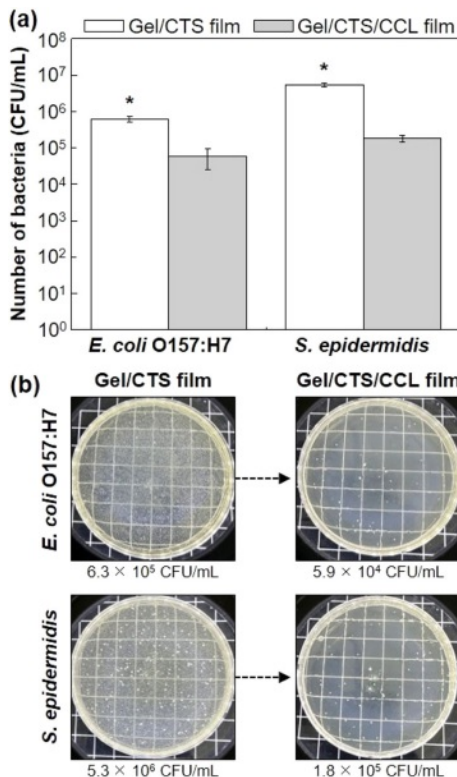 (a)
Gel/CTS film
Gel/CTS/CCL film
Number of bacteria (CFU/mL)
10⁸
10⁷
10⁶
10⁵
10⁴
10³
10²
10¹
10⁰
*
*
E. coli O157:H7
S. epidermidis
(b)
Gel/CTS film
Gel/CTS/CCL film
E. coli O157:H7
6.3 × 10⁵ CFU/mL
5.9 × 10⁴ CFU/mL
S. epidermidis
5.3 × 10⁶ CFU/mL
1.8 × 10⁵ CFU/mL